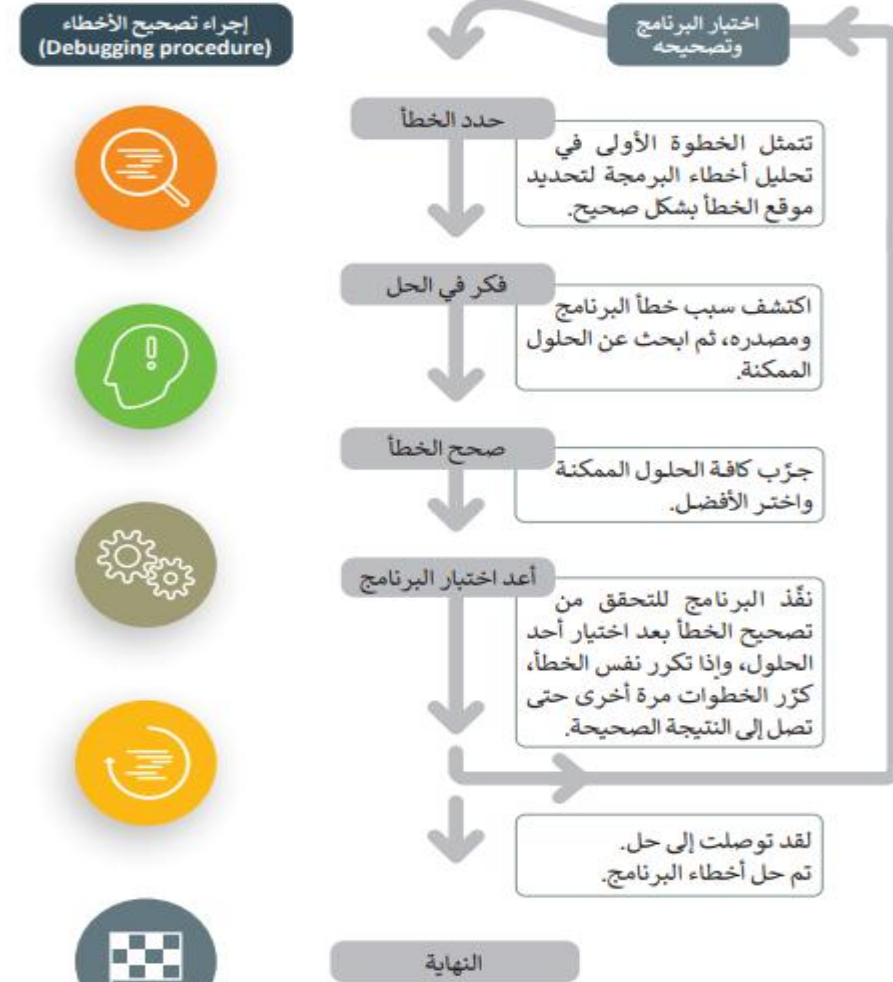 إجراء تصحيح الأخطاء
(Debugging procedure)
اختبار البرنامج
وتصحيحه
حدد الخطأ
تتمثل الخطوة الأولى في
تحليل أخطاء البرمجة لتحديد
موقع الخطأ بشكل صحيح.
فكر في الحل
اكتشف سبب خطأ البرنامج
ومصدره، ثم ابحث عن الحلول
الممكنة.
صحح الخطأ
جرّب كافة الحلول الممكنة
واختر الأفضل.
أعد اختبار البرنامج
نفّذ البرنامج للتحقق من
تصحيح الخطأ بعد اختيار أحد
الحلول، وإذا تكرر نفس الخطأ،
كرّر الخطوات مرة أخرى حتى
تصل إلى النتيجة الصحيحة.
لقد توصلت إلى حل.
تم حل أخطاء البرنامج.
النهاية